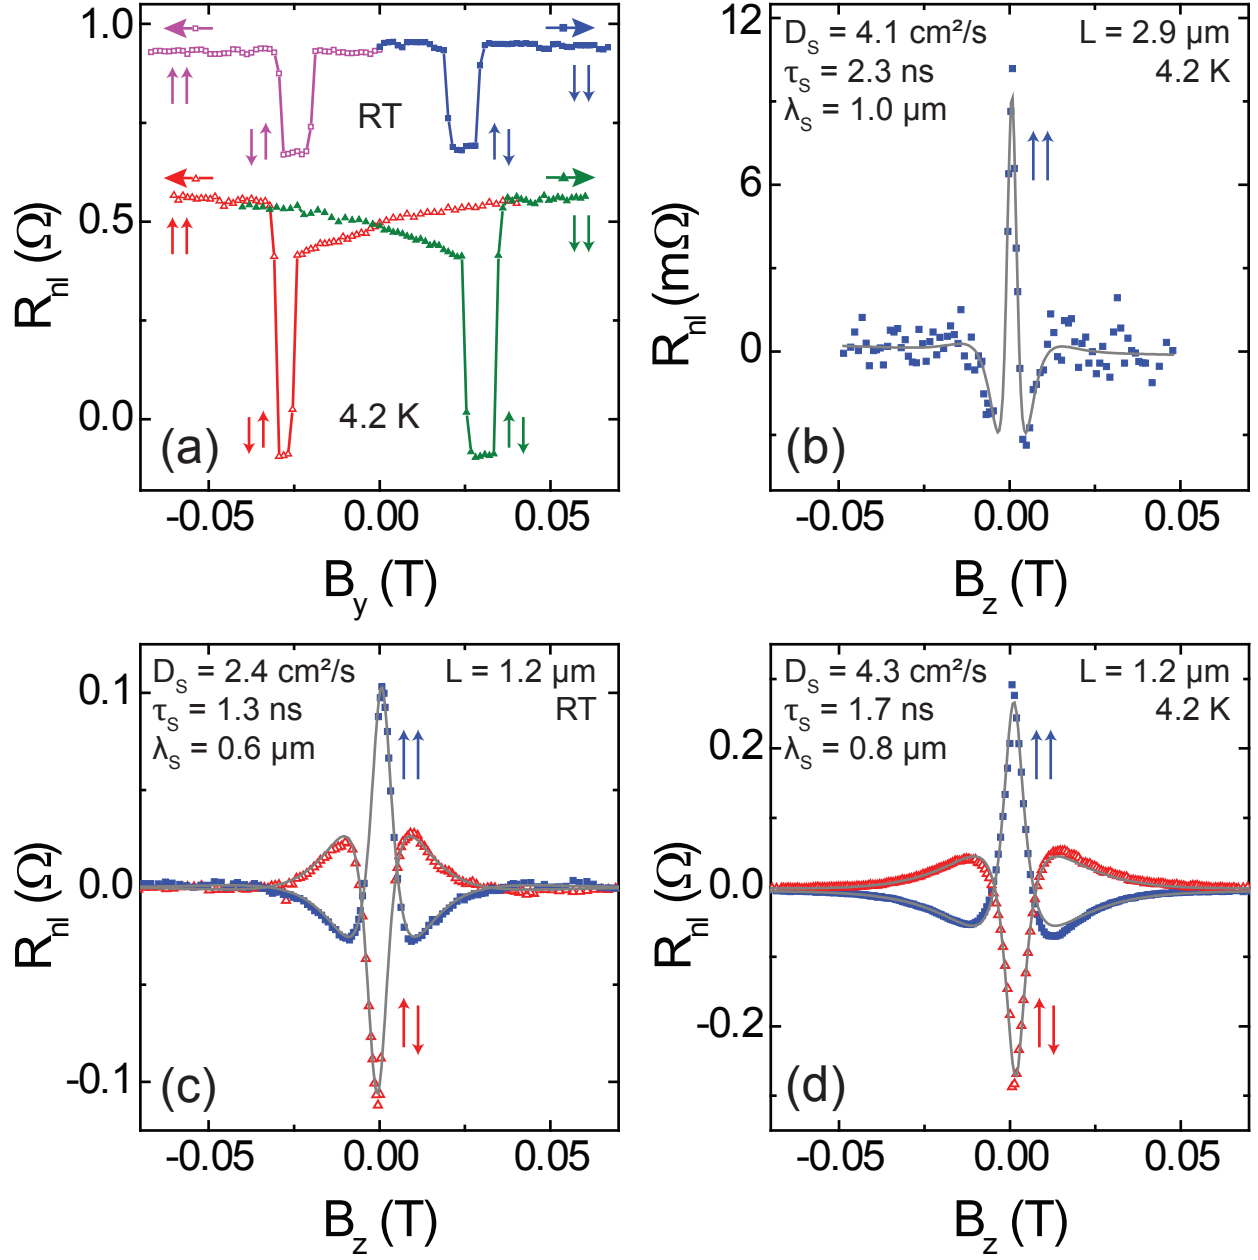 1.0
0.5
0.0
R_nl (Ω)
RT
4.2 K
(a)
-0.05 0.00 0.05
B_y (T)
12
6
0
R_nl (mΩ)
D_S = 4.1 cm²/s L = 2.9 µm
τ_S = 2.3 ns 4.2 K
λ_S = 1.0 µm
(b)
-0.05 0.00 0.05
B_z (T)
0.1
0.0
-0.1
R_nl (Ω)
D_S = 2.4 cm²/s L = 1.2 µm
τ_S = 1.3 ns RT
λ_S = 0.6 µm
(c)
-0.05 0.00 0.05
B_z (T)
0.2
0.0
-0.2
R_nl (Ω)
D_S = 4.3 cm²/s L = 1.2 µm
τ_S = 1.7 ns 4.2 K
λ_S = 0.8 µm
(d)
-0.05 0.00 0.05
B_z (T)